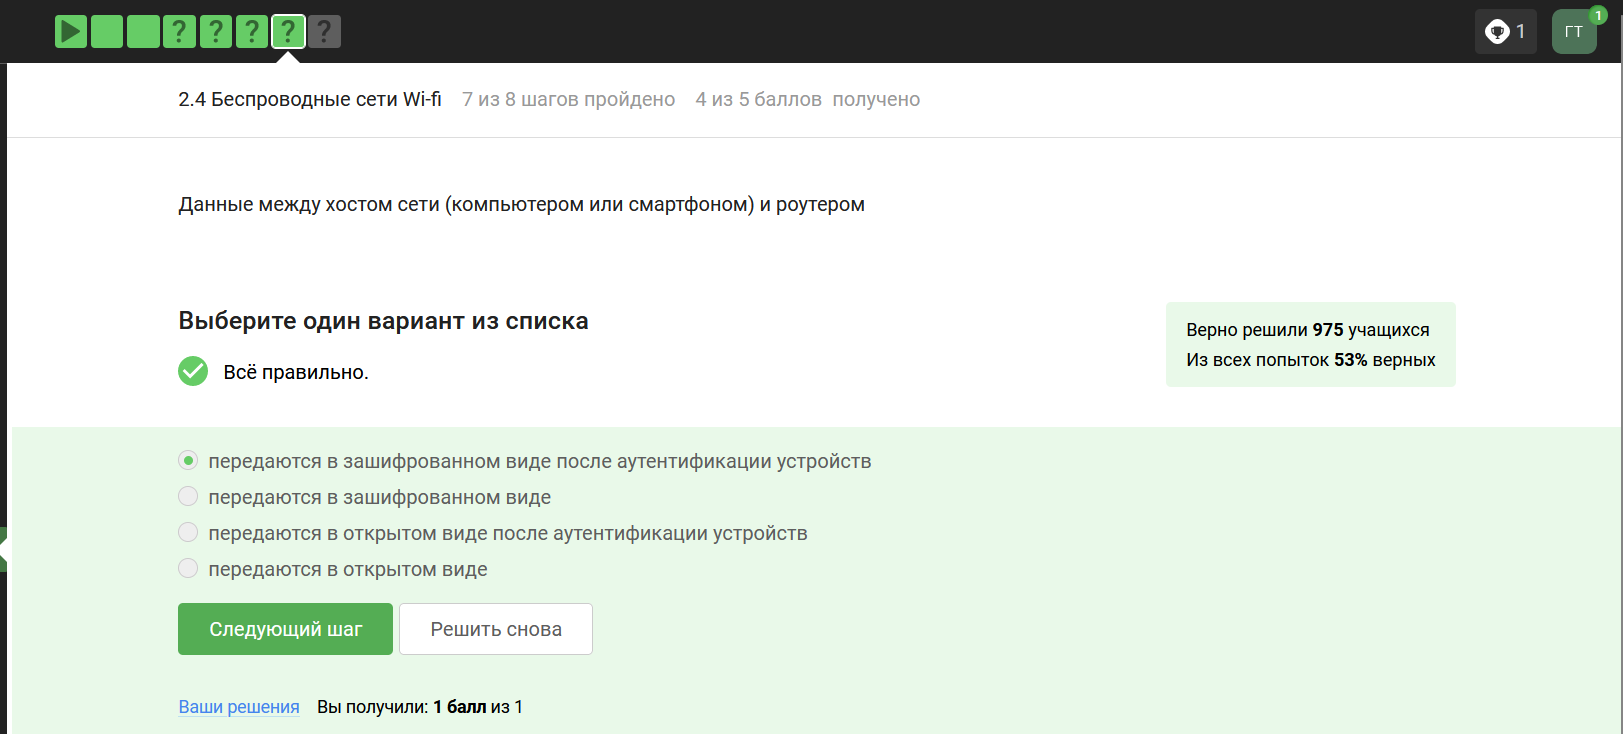 ? ? ? ? ?
1
ГТ
1
2.4 Беспроводные сети Wi-fi 7 из 8 шагов пройдено 4 из 5 баллов получено
Данные между хостом сети (компьютером или смартфоном) и роутером
Выберите один вариант из списка
Всё правильно.
Верно решили 975 учащихся
Из всех попыток 53% верных
передаются в зашифрованном виде после аутентификации устройств
передаются в зашифрованном виде
передаются в открытом виде после аутентификации устройств
передаются в открытом виде
Следующий шаг
Решить снова
Ваши решения Вы получили: 1 балл из 1